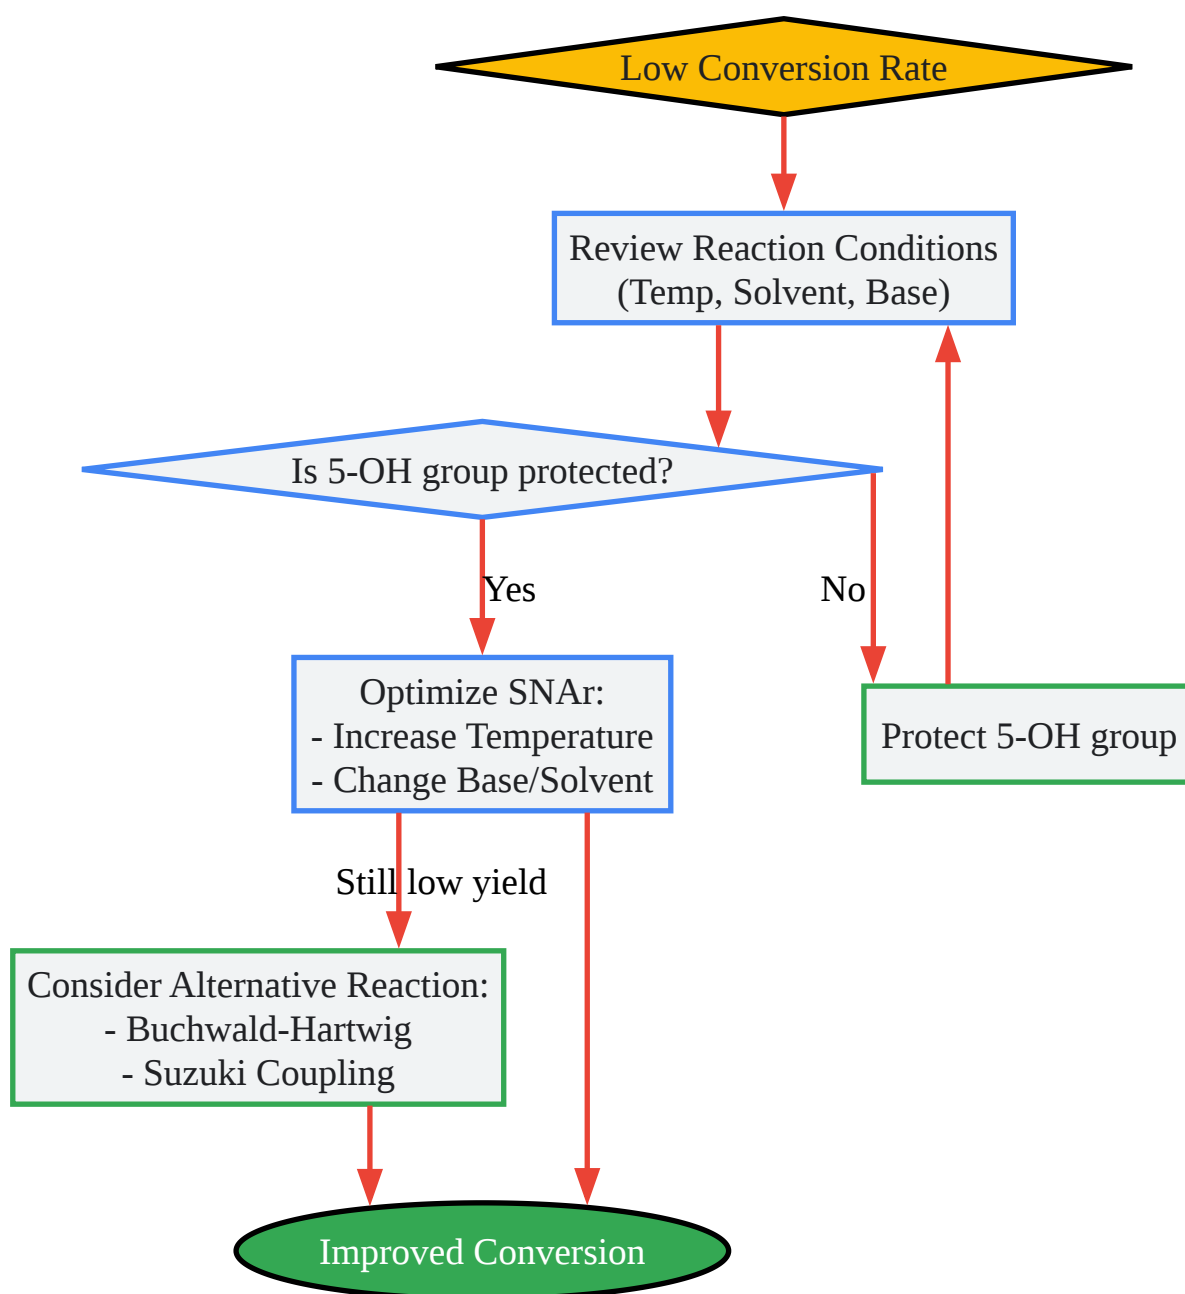 Low Conversion Rate
Review Reaction Conditions
(Temp, Solvent, Base)
Is 5-OH group protected?
Yes
No
Optimize SNAr:
- Increase Temperature
- Change Base/Solvent
Protect 5-OH group
Still low yield
Consider Alternative Reaction:
- Buchwald-Hartwig
- Suzuki Coupling
Improved Conversion